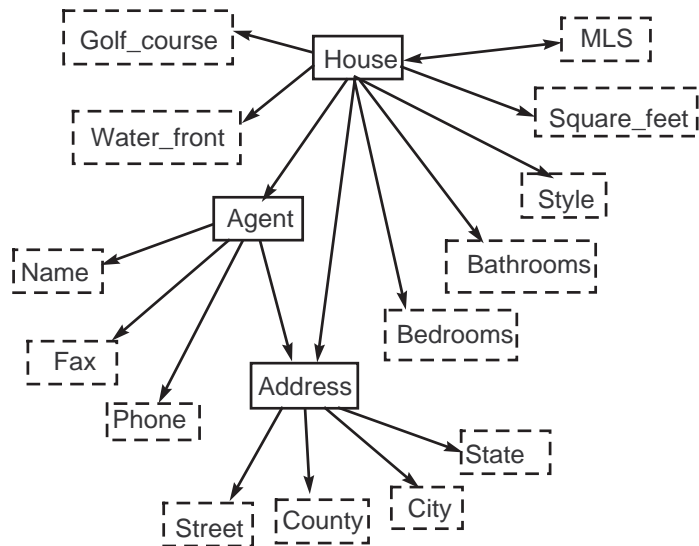 Golf_course
House
MLS
Water_front
Square_feet
Style
Agent
Name
Bathrooms
Bedrooms
Fax
Address
Phone
State
Street
County
City